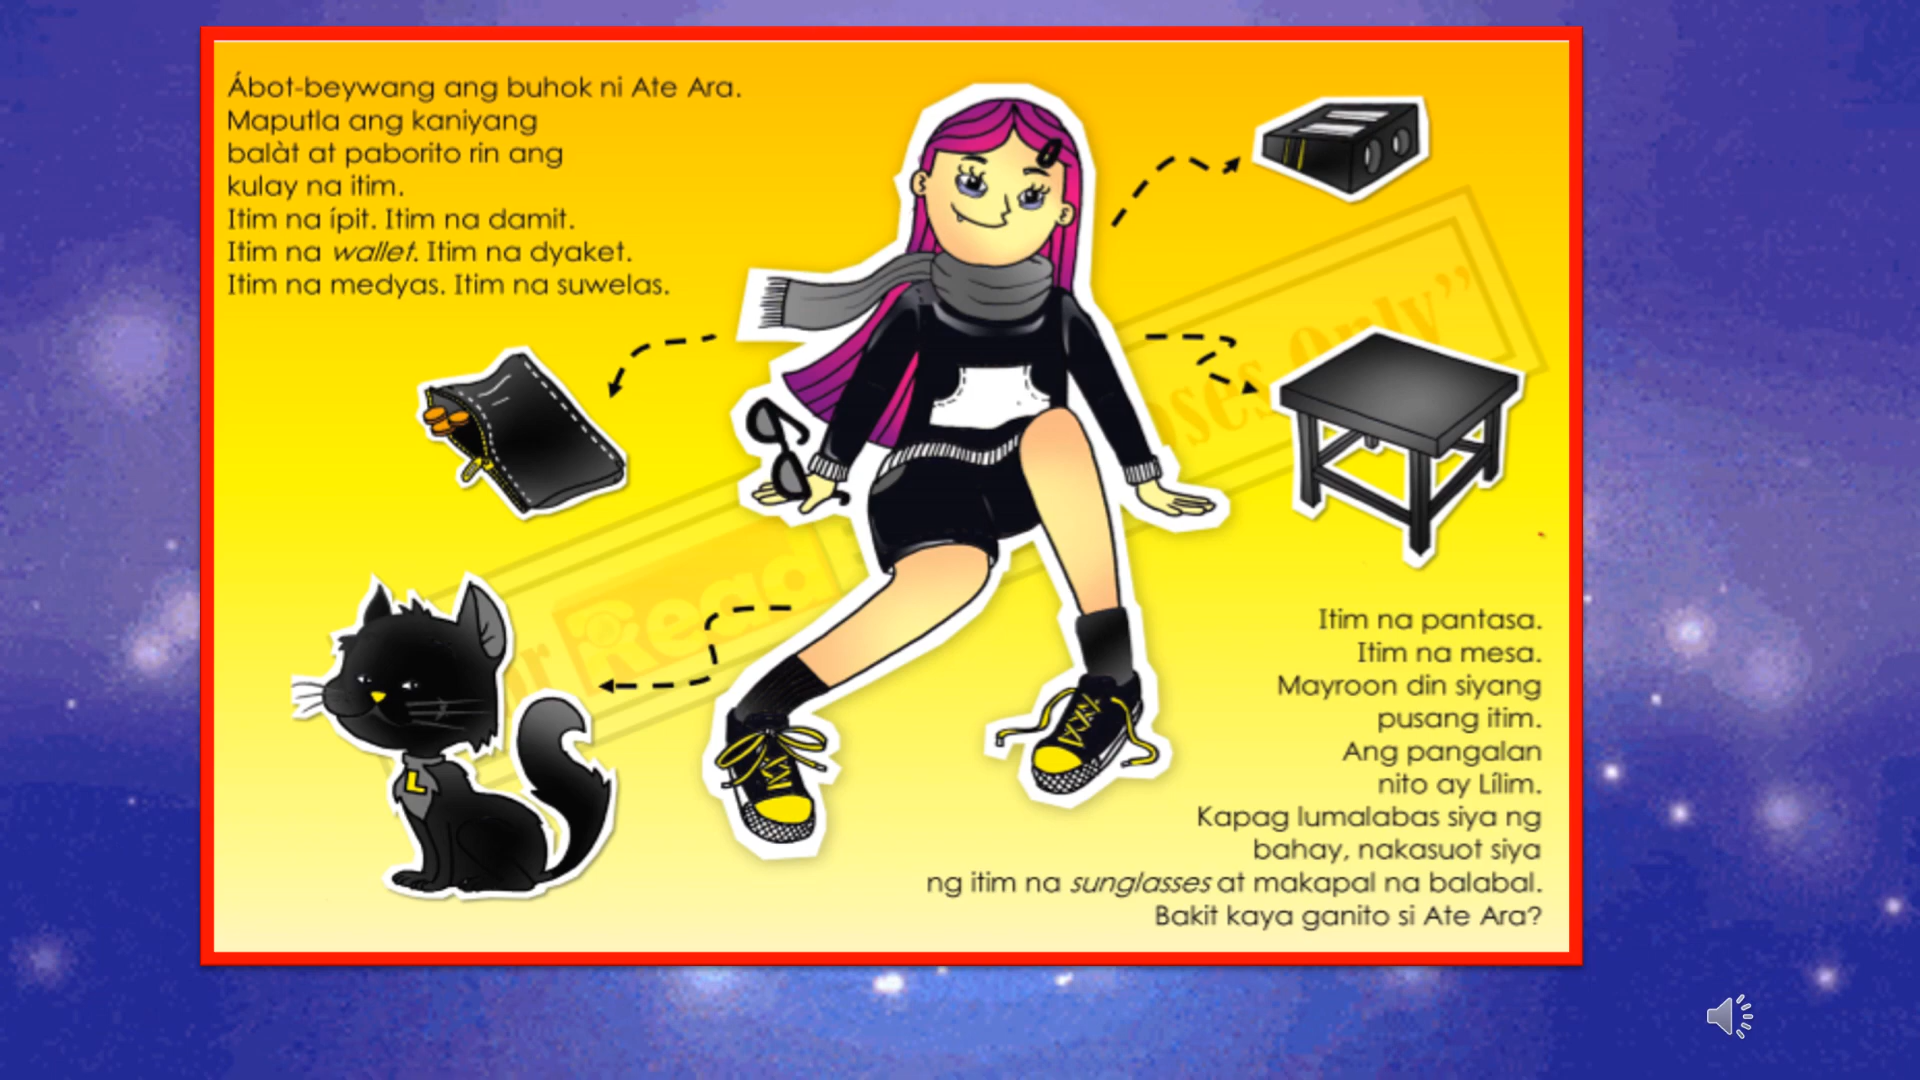 Ábot-beywang ang buhok ni Ate Ara.
Maputla ang kaniyang
balàt at paborito rin ang
kulay na itim.
Itim na ípit. Itim na damit.
Itim na wallet. Itim na dyaket.
Itim na medyas. Itim na suwelas.
Itim na pantasa.
Itim na mesa.
Mayroon din siyang
pusang itim.
Ang pangalan
nito ay Lílim.
Kapag lumalabas siya ng
bahay, nakasuot siya
ng itim na sunglasses at makapal na balabal.
Bakit kaya ganito si Ate Ara?
L
Read
Only”